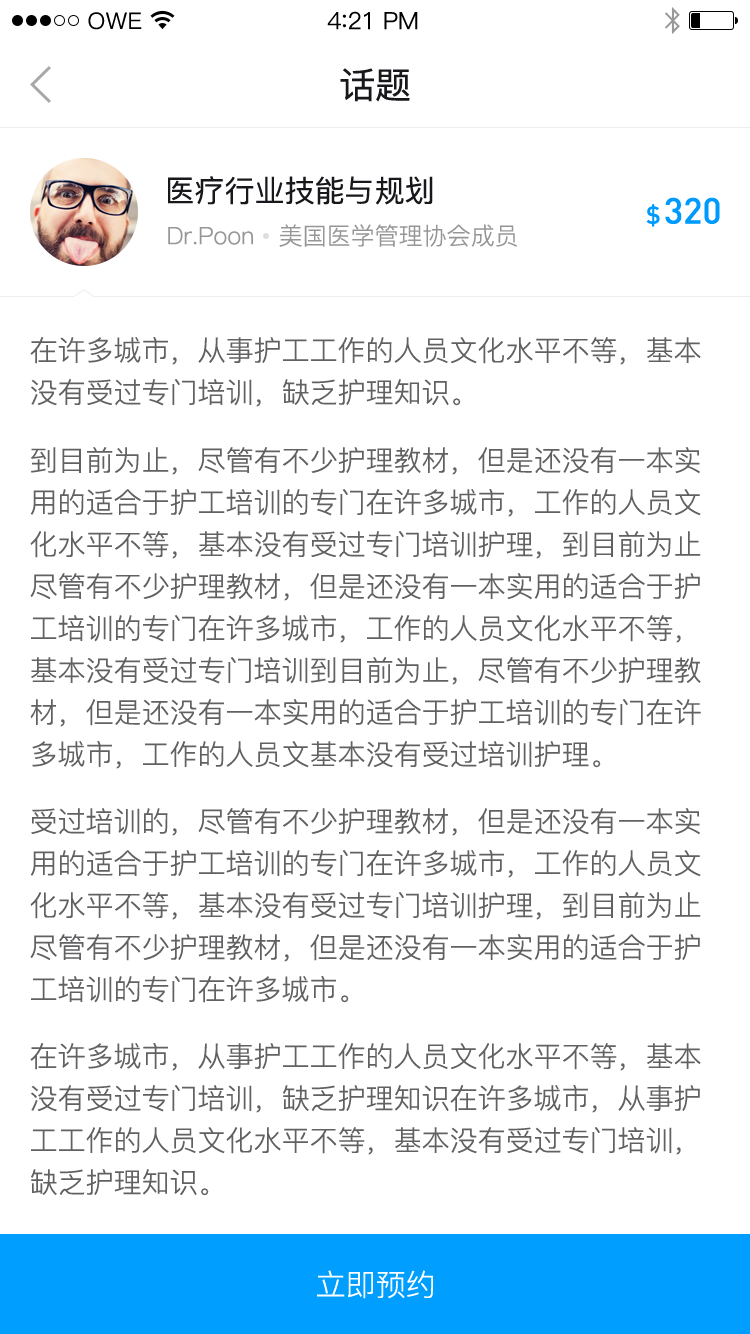 OWE
4:21 PM
话题
医疗行业技能与规划
$320
Dr.Poon • 美国医学管理协会成员
在许多城市，从事护工工作的人员文化水平不等，基本
没有受过专门培训，缺乏护理知识。
到目前为止，尽管有不少护理教材，但是还没有一本实
用的适合于护工培训的专门在许多城市，工作的人员文
化水平不等，基本没有受过专门培训护理，到目前为止
尽管有不少护理教材，但是还没有一本实用的适合于护
工培训的专门在许多城市，工作的人员文化水平不等，
基本没有受过专门培训到目前为止，尽管有不少护理教
材，但是还没有一本实用的适合于护工培训的专门在许
多城市，工作的人员文基本没有受过培训护理。
受过培训的，尽管有不少护理教材，但是还没有一本实
用的适合于护工培训的专门在许多城市，工作的人员文
化水平不等，基本没有受过专门培训护理，到目前为止
尽管有不少护理教材，但是还没有一本实用的适合于护
工培训的专门在许多城市。
在许多城市，从事护工工作的人员文化水平不等，基本
没有受过专门培训，缺乏护理知识在许多城市，从事护
工工作的人员文化水平不等，基本没有受过专门培训，
缺乏护理知识。
立即预约